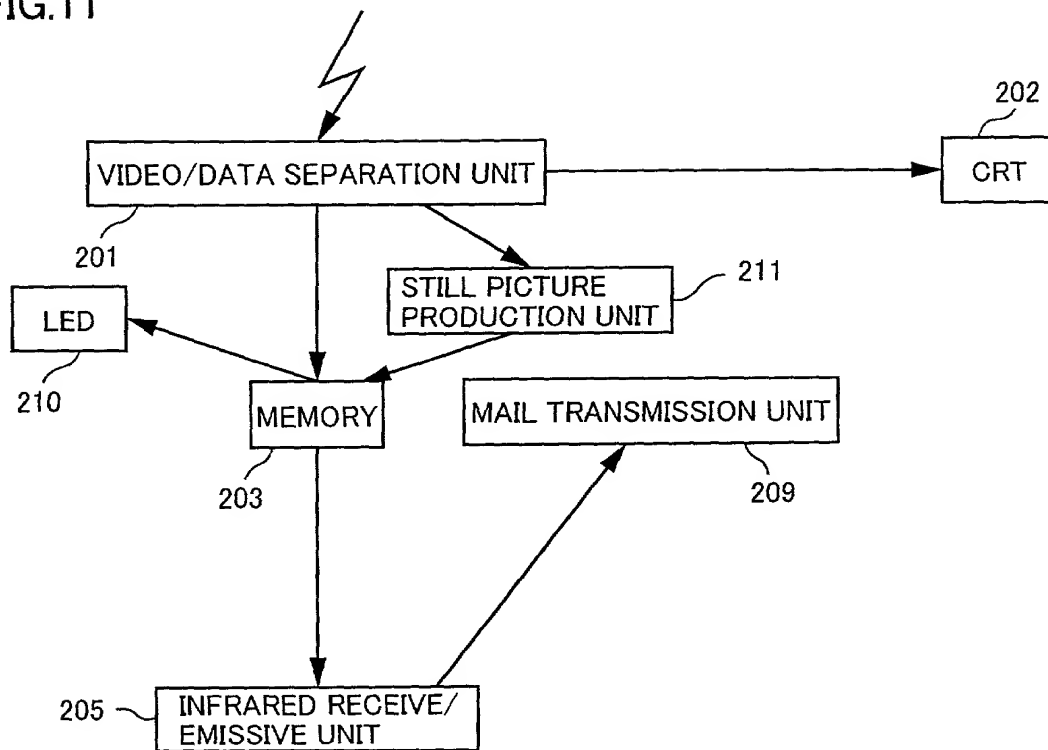 FIG.11
202
VIDEO/DATA SEPARATION UNIT
CRT
201
211
STILL PICTURE
PRODUCTION UNIT
LED
210
MEMORY
MAIL TRANSMISSION UNIT
203
209
205
INFRARED RECEIVE/
EMISSIVE UNIT